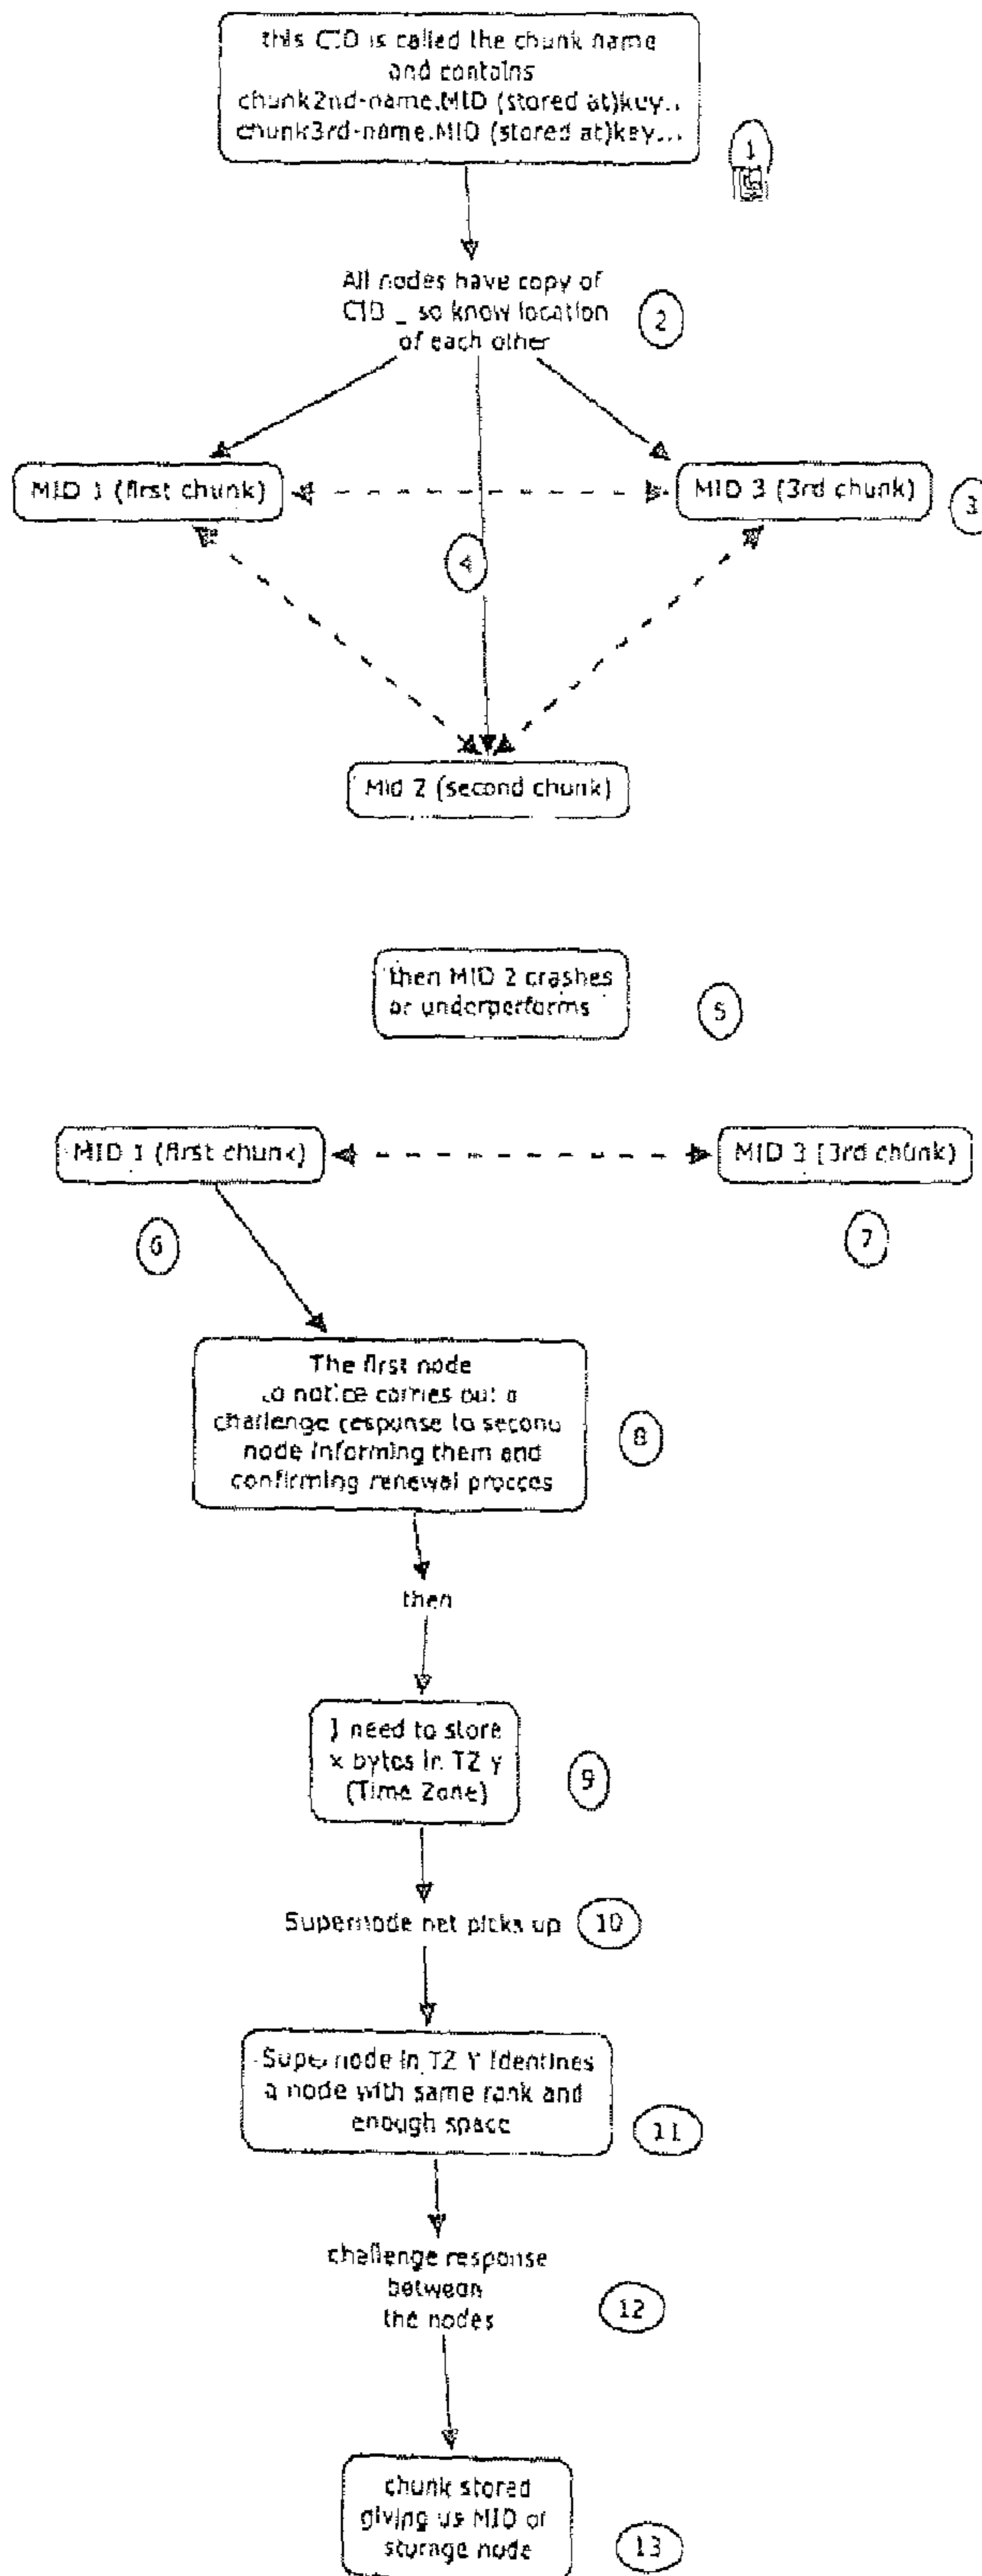 this CID is called the chunk name
and contains
chunk2nd-name.MID (stored at)key..
chunk3rd-name.MID (stored at)key...
1
All nodes have copy of
CID _ so know location
of each other
2
MID 1 (first chunk)
MID 3 (3rd chunk)
3
4
Mid 2 (second chunk)
then MID 2 crashes
or underperforms
5
MID 1 (first chunk)
MID 3 (3rd chunk)
6
7
The first node
to notice carries out a
challenge response to second
node informing them and
confirming renewal procces
8
then
I need to store
x bytes in TZ y
(Time Zone)
9
Supernode net picks up
10
Supernode in TZ Y identifies
a node with same rank and
enough space
11
challenge response
between
the nodes
12
chunk stored
giving us MID of
storage node
13